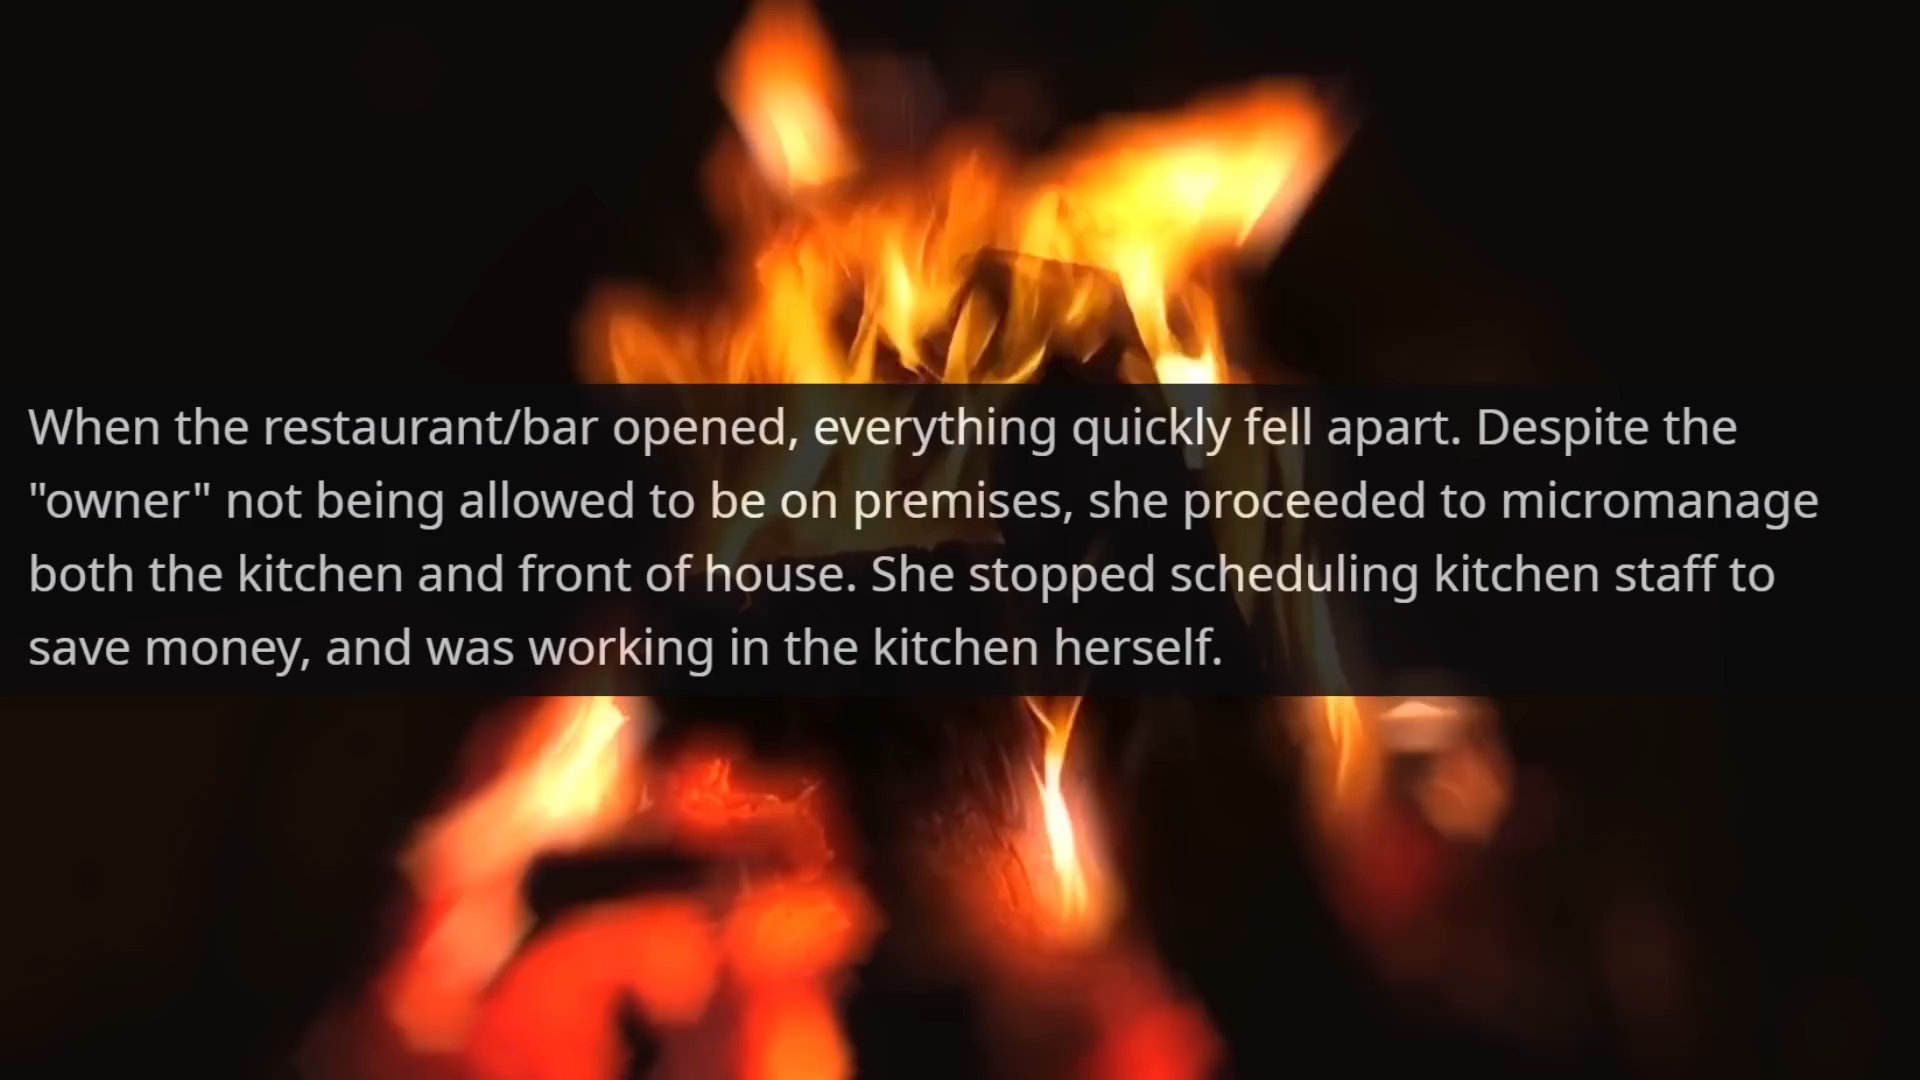 When the restaurant/bar opened, everything quickly fell apart. Despite the
"owner" not being allowed to be on premises, she proceeded to micromanage
both the kitchen and front of house. She stopped scheduling kitchen staff to
save money, and was working in the kitchen herself.